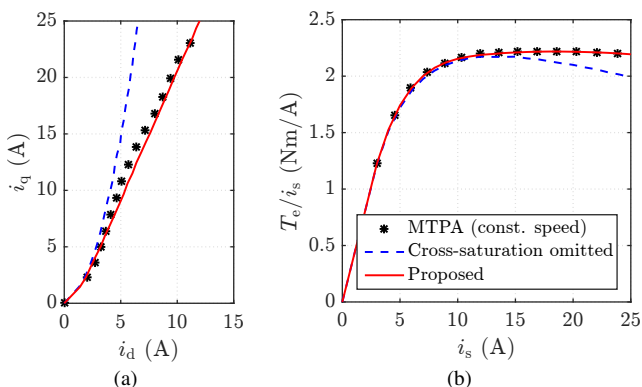 25
20
15
10
5
0
0 5 10 15
i_q (A)
i_d (A)
(a)
2.5
2
1.5
1
0.5
0
0 5 10 15 20 25
T_e/i_s (Nm/A)
i_s (A)
MTPA (const. speed)
Cross-saturation omitted
Proposed
(b)